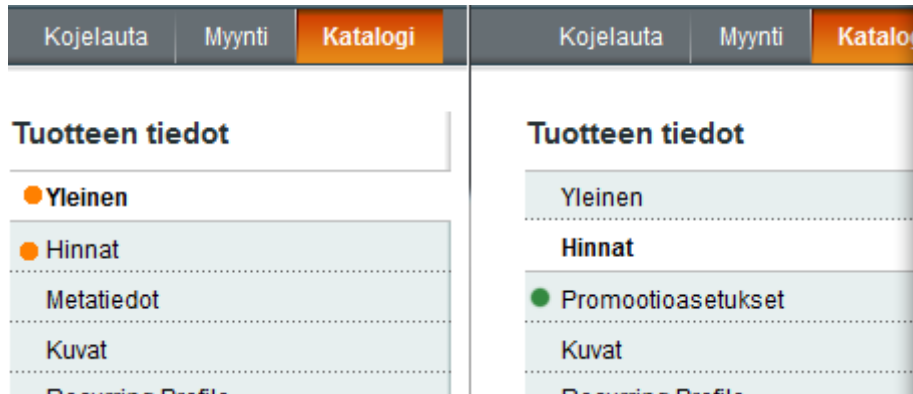 Kojelauta Myynti Katalogi
Tuotteen tiedot
Yleinen
Hinnat
Metatiedot
Kuvat
Kojelauta Myynti
Tuotteen tiedot
Yleinen
Hinnat
Promootioasetukset
Kuvat